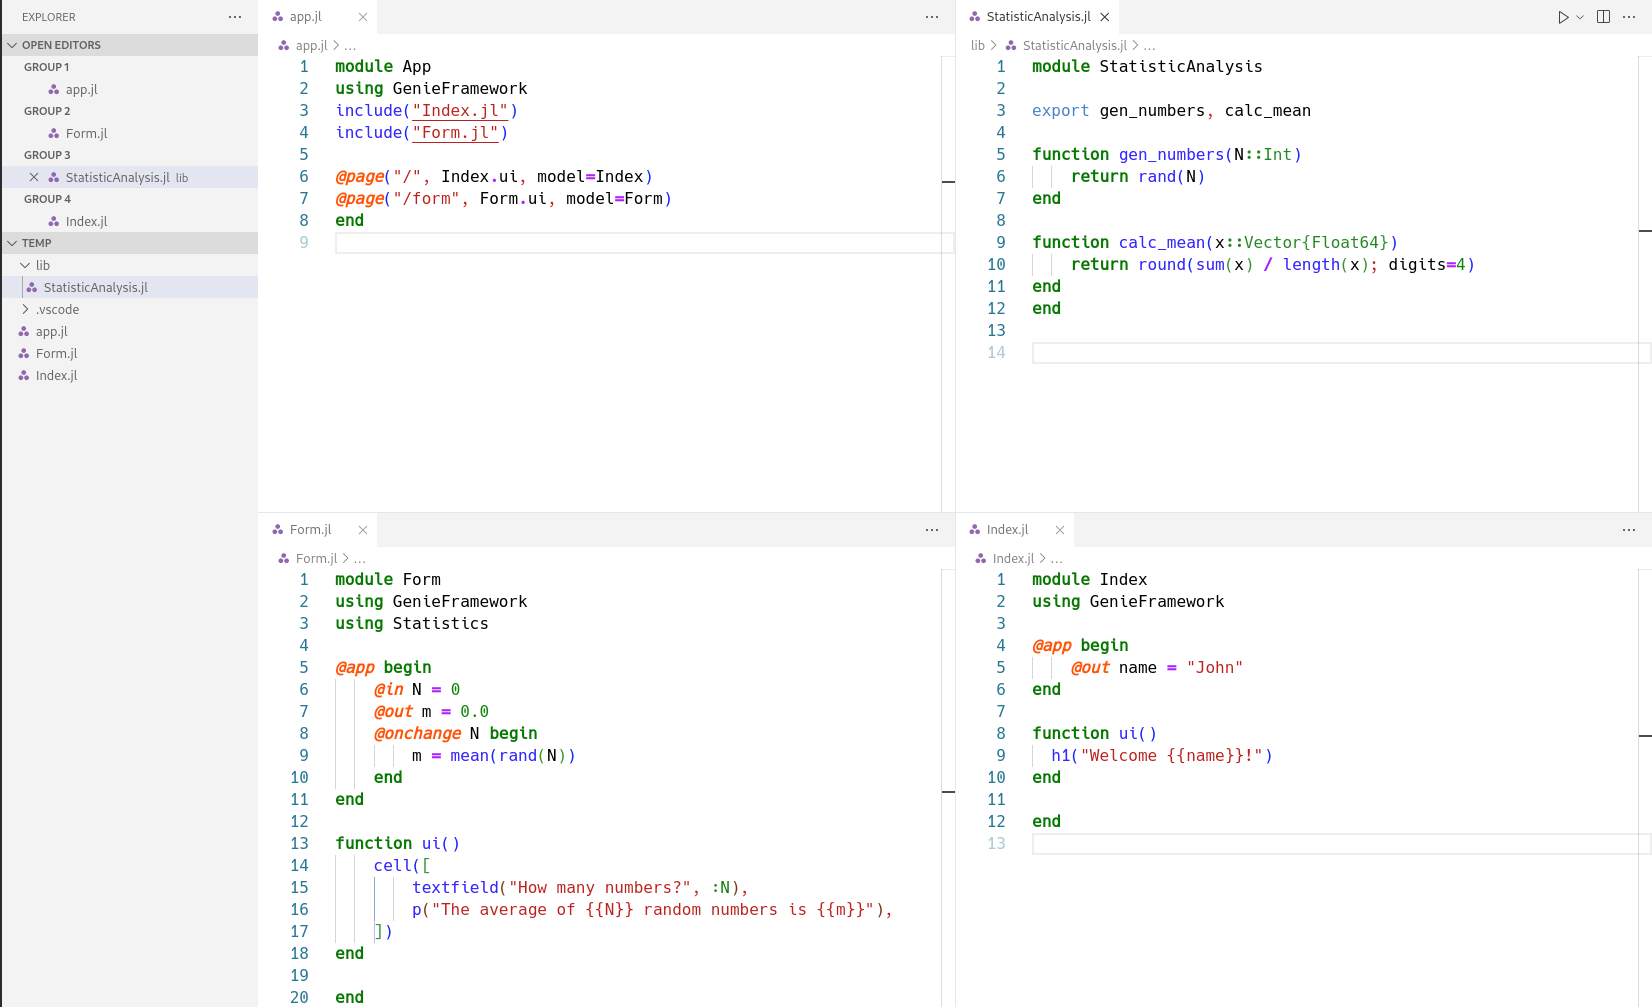 EXPLORER
OPEN EDITORS
GROUP 1
app.jl
GROUP 2
Form.jl
GROUP 3
StatisticAnalysis.jl lib
GROUP 4
Index.jl
TEMP
lib
StatisticAnalysis.jl
.vscode
app.jl
Form.jl
Index.jl
app.jl
app.jl > ...
1 module App
2 using GenieFramework
3 include("Index.jl")
4 include("Form.jl")
5
6 @page("/", Index.ui, model=Index)
7 @page("/form", Form.ui, model=Form)
8 end
9
StatisticAnalysis.jl
lib > StatisticAnalysis.jl > ...
1 module StatisticAnalysis
2
3 export gen_numbers, calc_mean
4
5 function gen_numbers(N::Int)
6     return rand(N)
7 end
8
9 function calc_mean(x::Vector{Float64})
10     return round(sum(x) / length(x); digits=4)
11 end
12 end
13
14
Form.jl
Form.jl > ...
1 module Form
2 using GenieFramework
3 using Statistics
4
5 @app begin
6     @in N = 0
7     @out m = 0.0
8     @onchange N begin
9         m = mean(rand(N))
10     end
11 end
12
13 function ui()
14     cell([
15         textfield("How many numbers?", :N),
16         p("The average of {{N}} random numbers is {{m}}"),
17     ])
18 end
19
20 end
Index.jl
Index.jl > ...
1 module Index
2 using GenieFramework
3
4 @app begin
5     @out name = "John"
6 end
7
8 function ui()
9   h1("Welcome {{name}}!")
10 end
11
12 end
13